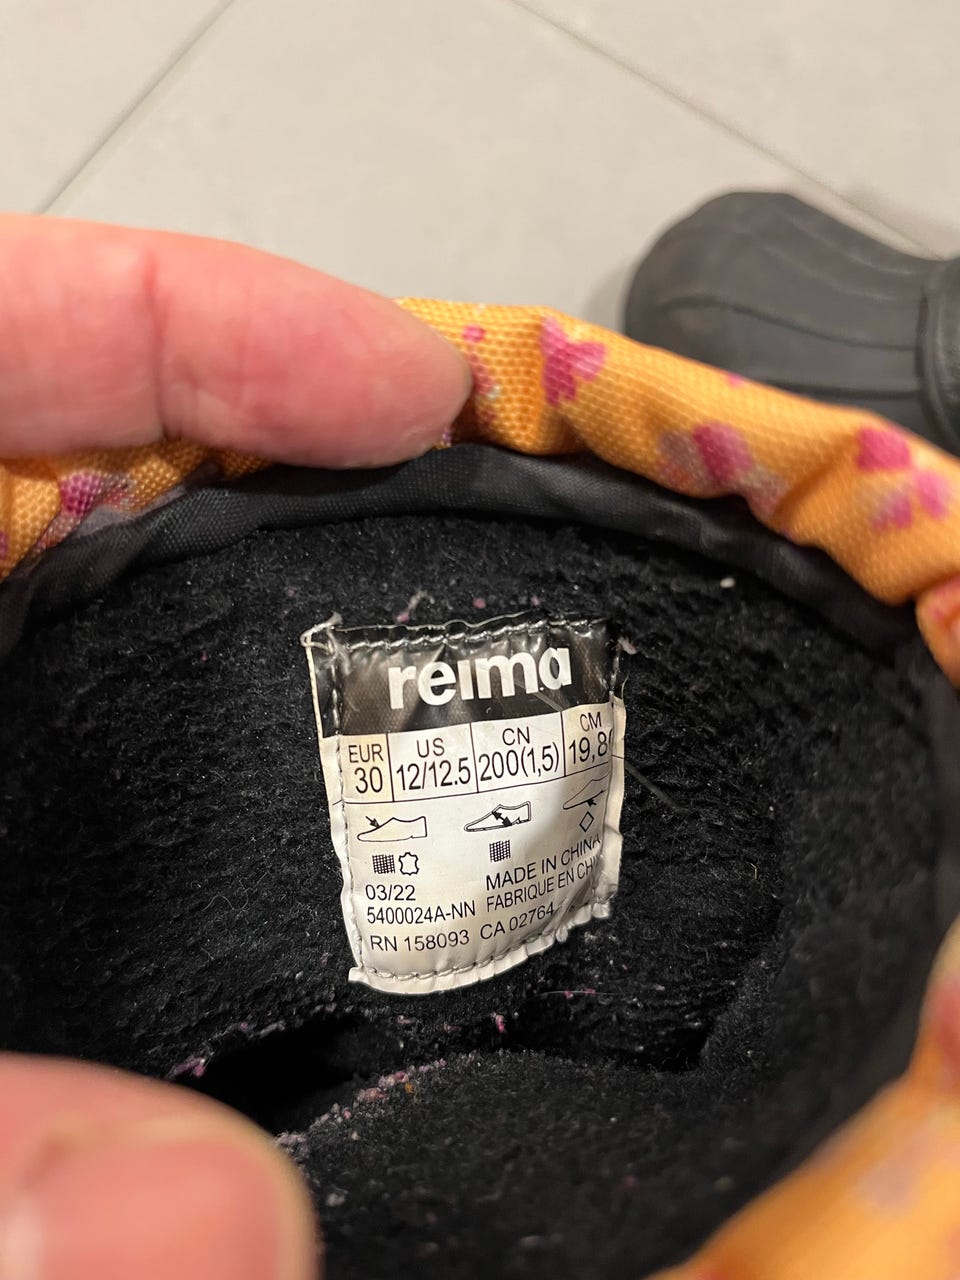 reima
EUR US CN CM
30 12/12.5 200(1,5) 19,8
03/22
5400024A-NN
MADE IN CHINA
FABRIQUE EN
RN 158093 CA 02764